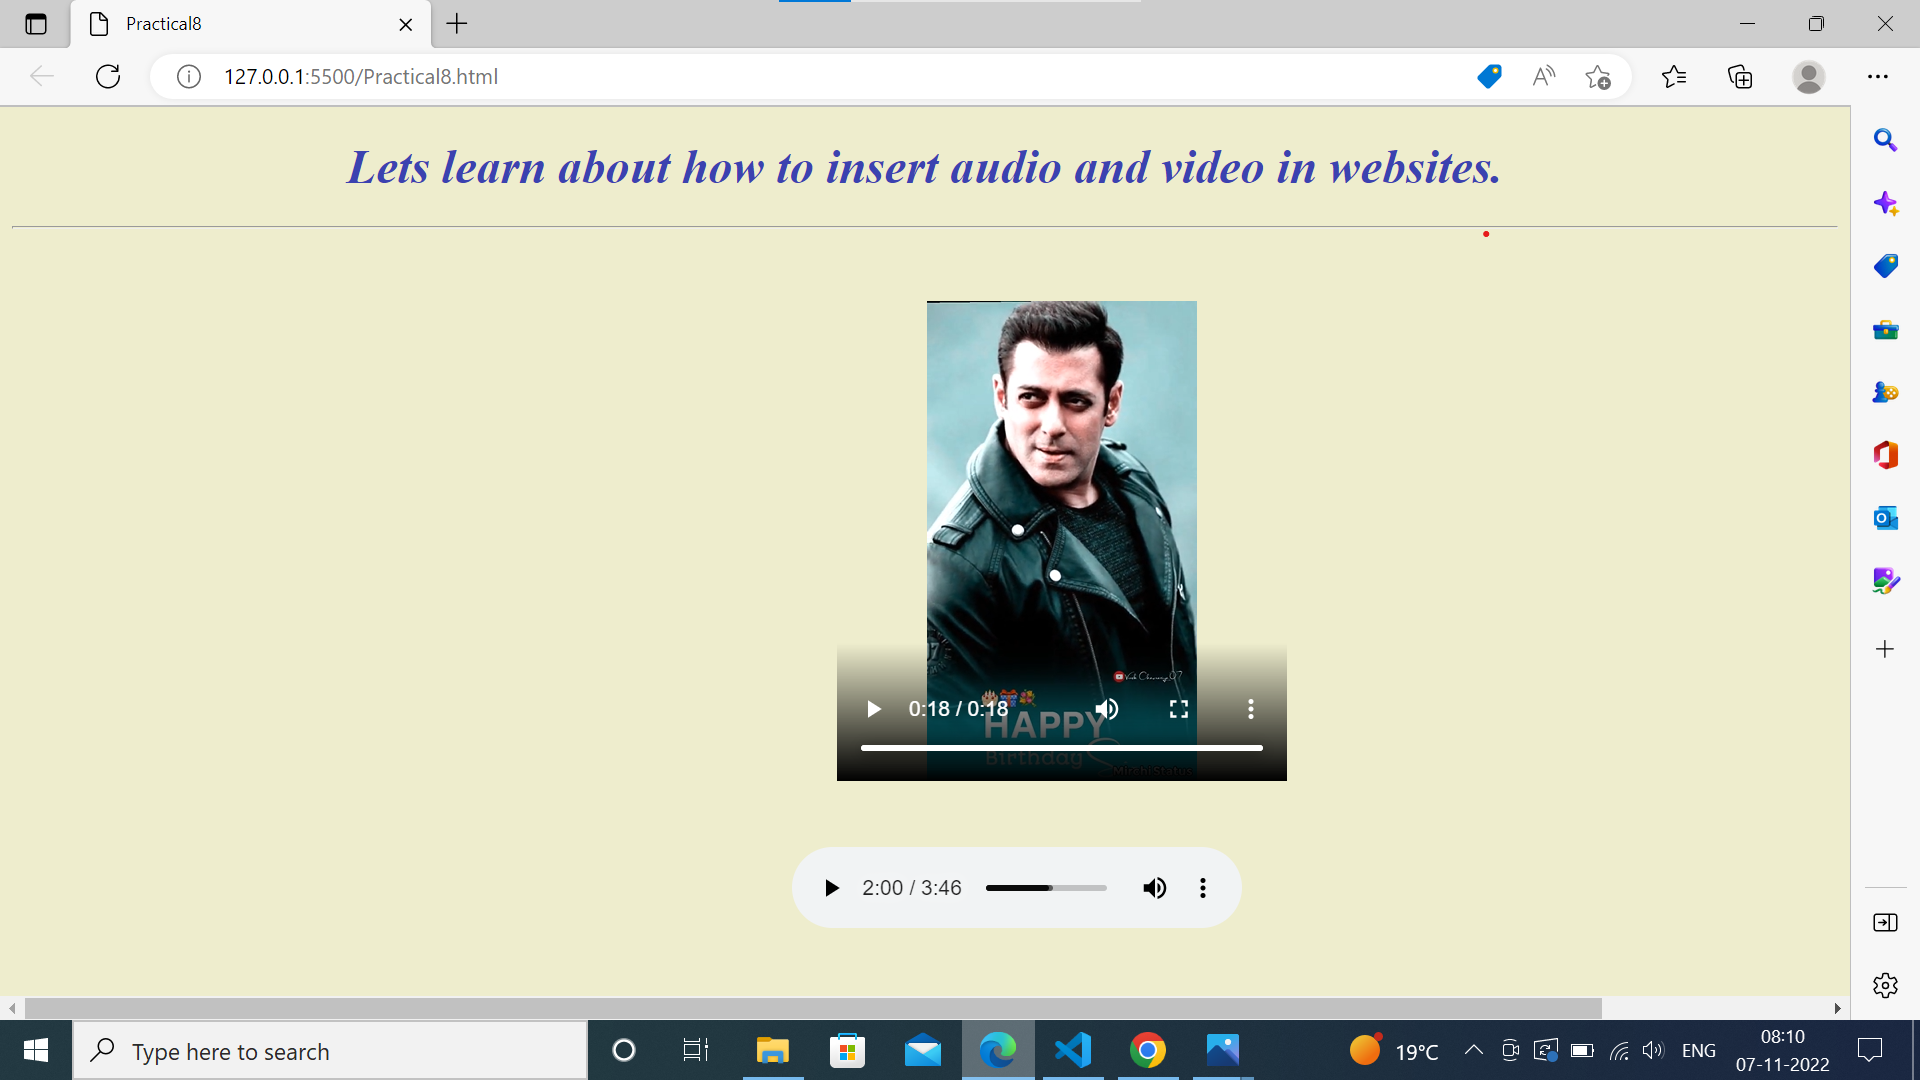 Practical8
127.0.0.1:5500/Practical8.html
Lets learn about how to insert audio and video in websites.
0:18 / 0:18
HAPPY
Birthday
Mirchi Status
2:00 / 3:46
Type here to search
19°C
ENG
08:10
07-11-2022